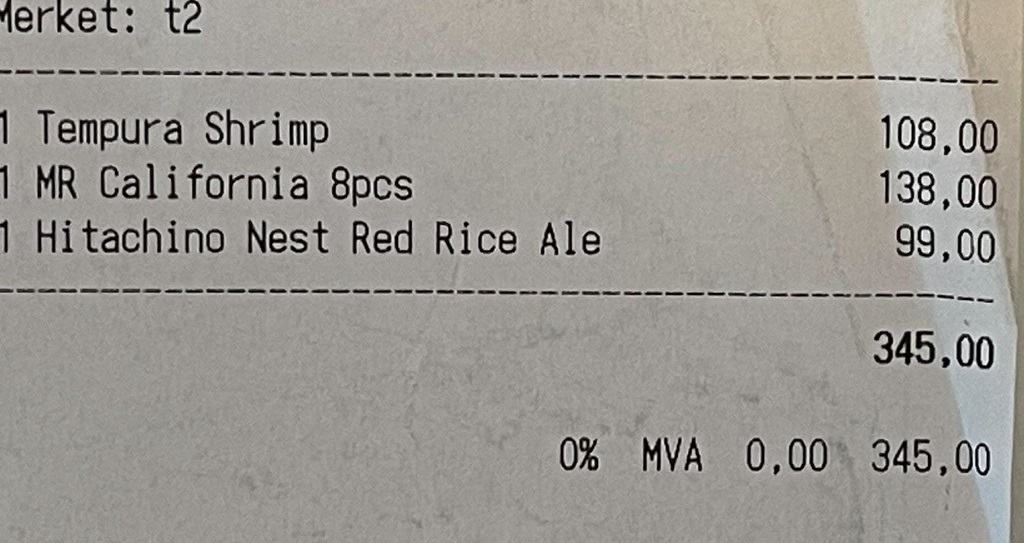 Merket: t2
1 Tempura Shrimp 108,00
1 MR California 8pcs 138,00
1 Hitachino Nest Red Rice Ale 99,00
345,00
0% MVA 0,00 345,00